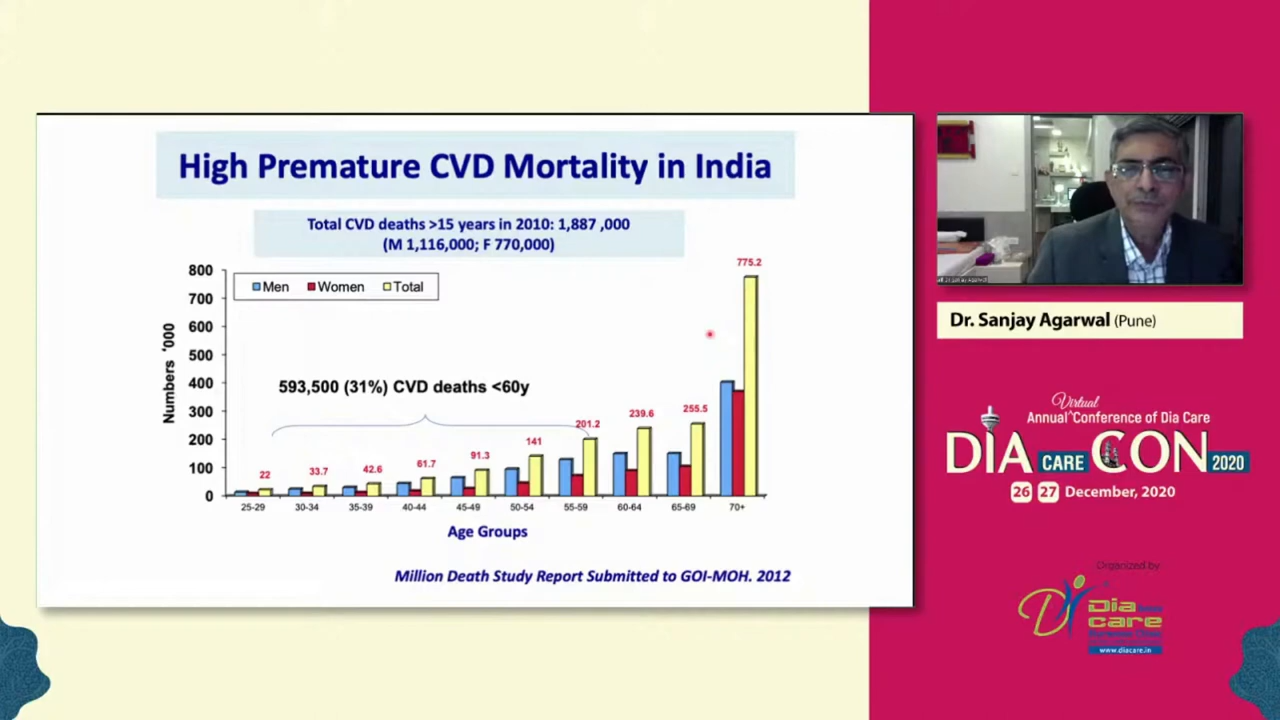 High Premature CVD Mortality in India
Total CVD deaths >15 years in 2010: 1,887 ,000
(M 1,116,000; F 770,000)
Men Women Total
Numbers '000
800
700
600
500
400
300
200
100
0
593,500 (31%) CVD deaths <60y
22
33.7
42.6
61.7
91.3
141
201.2
239.6
255.5
775.2
25-29 30-34 35-39 40-44 45-49 50-54 55-59 60-64 65-69 70+
Age Groups
Million Death Study Report Submitted to GOI-MOH. 2012
Dr. Sanjay Agarwal (Pune)
Virtual
Annual^Conference of Dia Care
DIA CARE CON 2020
26 27 December, 2020
Organized by
Dia
care
www.diacare.in